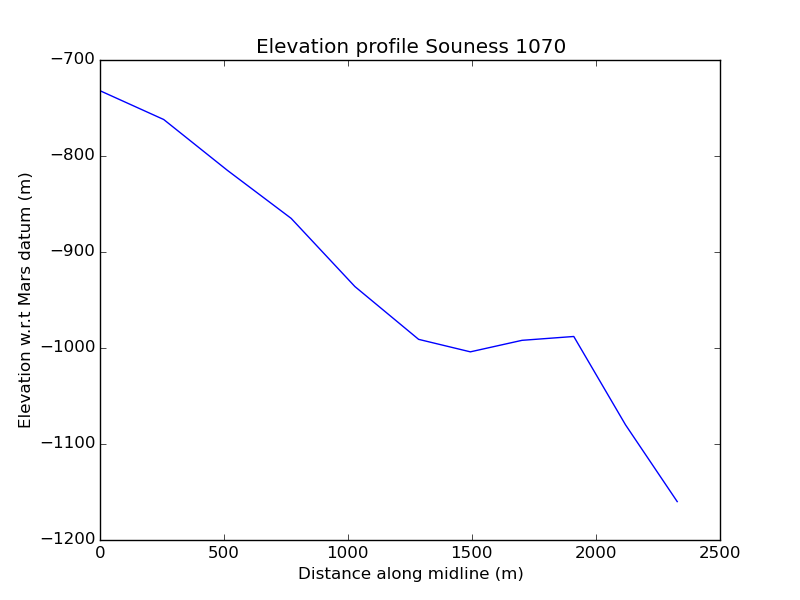 Elevation profile Souness 1070
Elevation w.r.t Mars datum (m)
−700
−800
−900
−1000
−1100
−1200
0 500 1000 1500 2000 2500
Distance along midline (m)